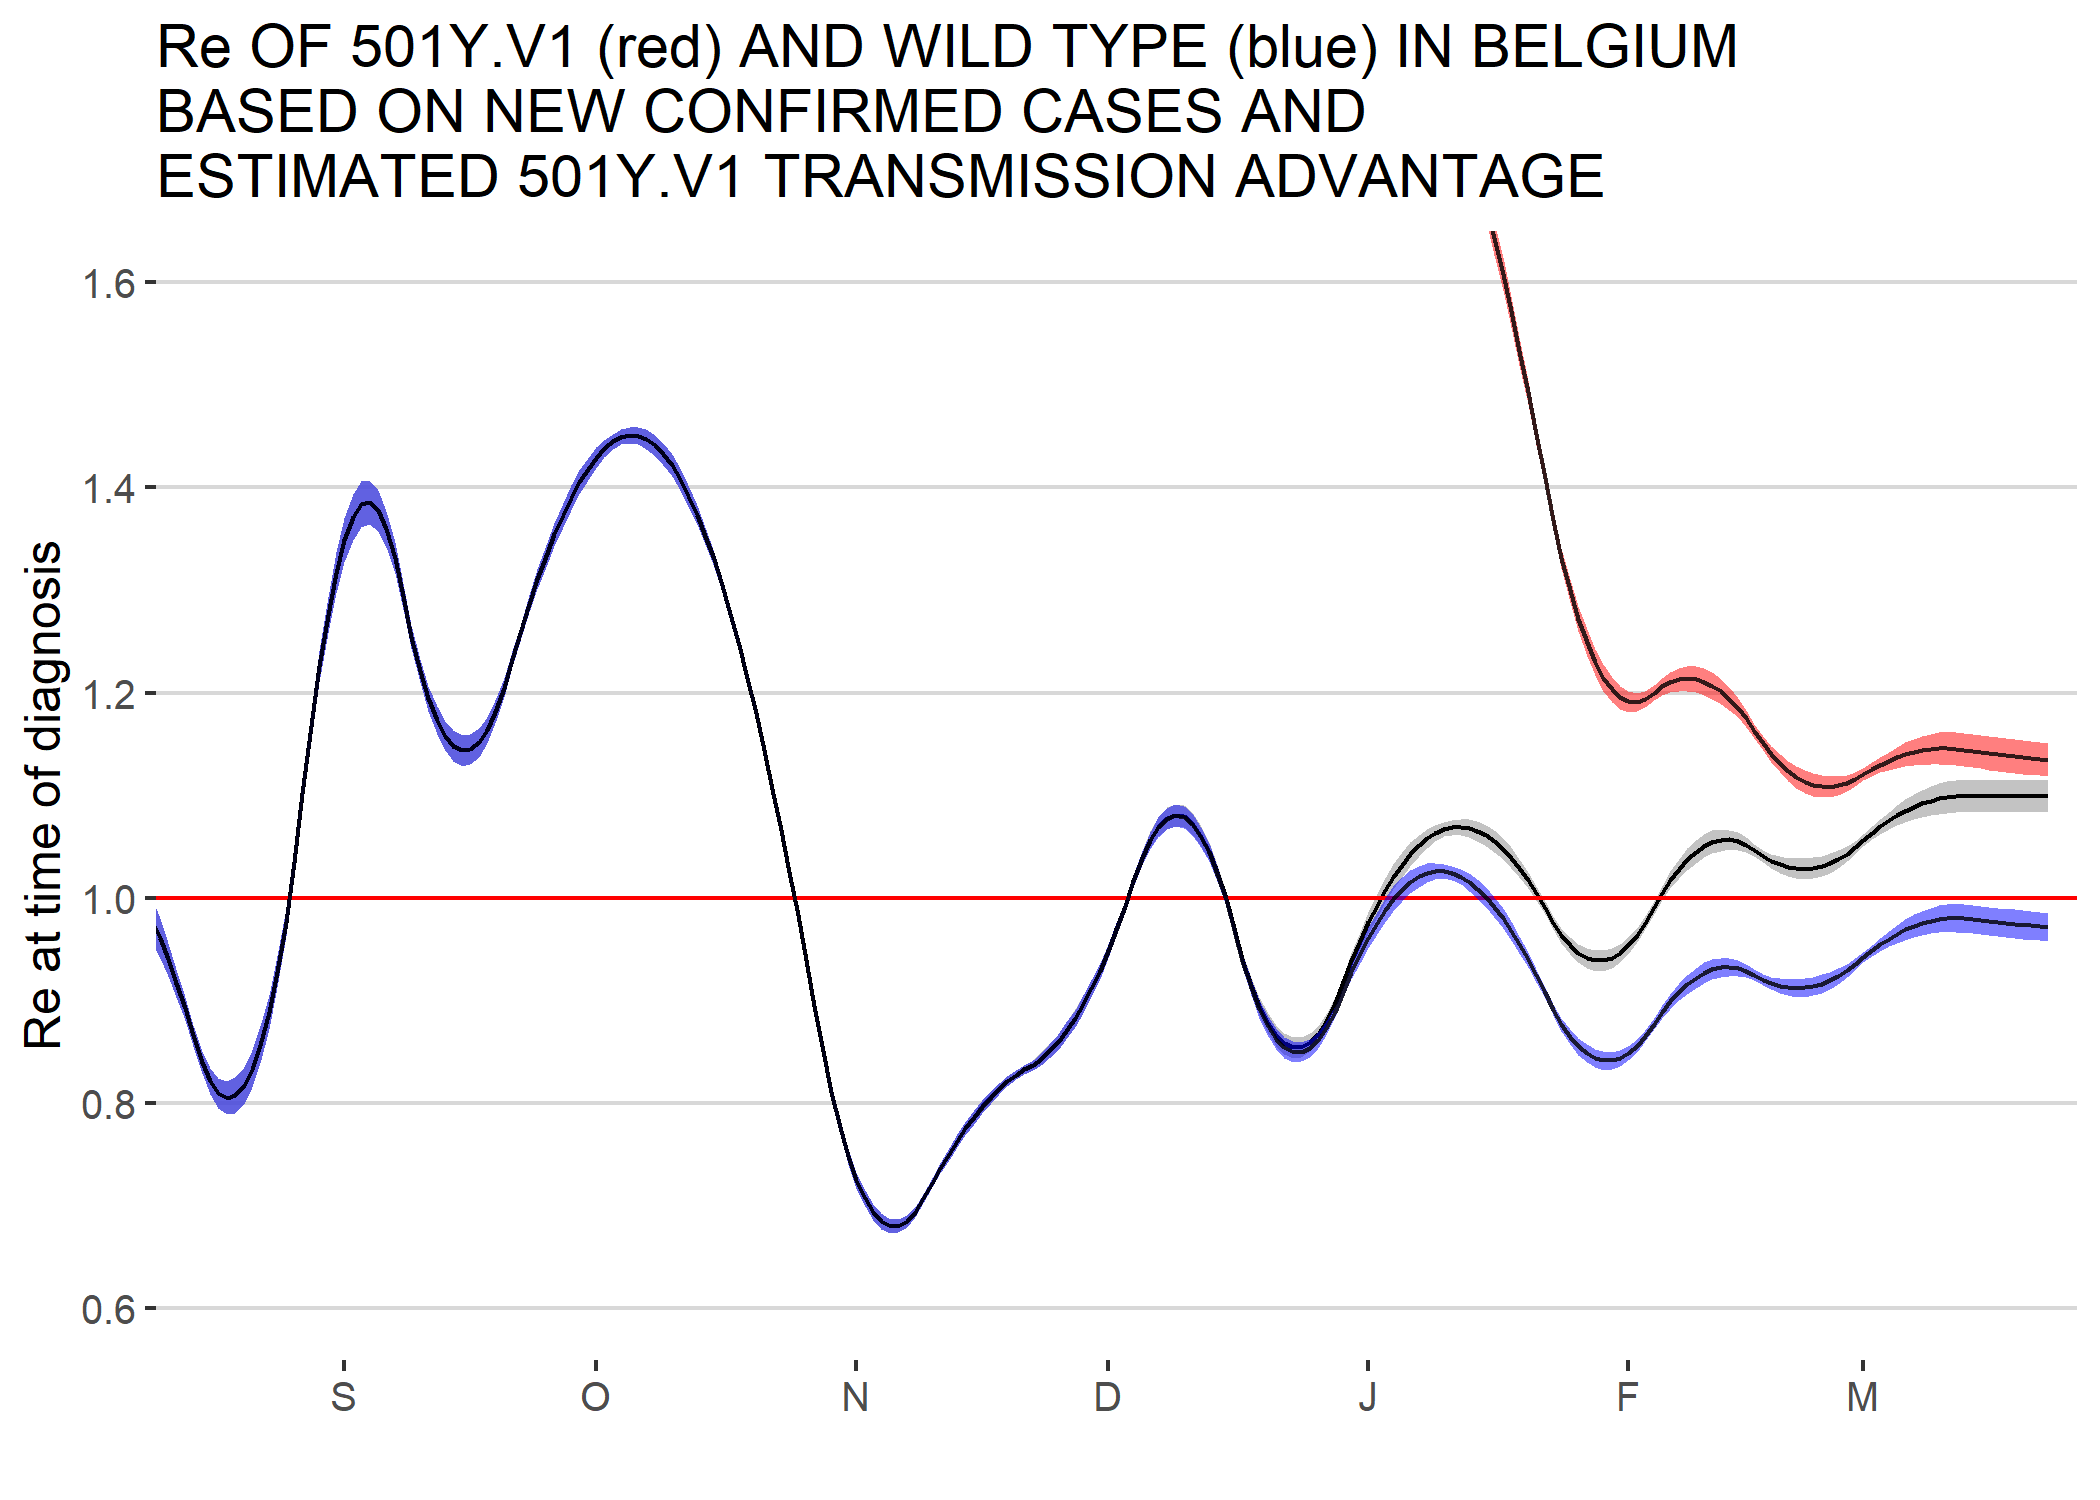 Re OF 501Y.V1 (red) AND WILD TYPE (blue) IN BELGIUM
BASED ON NEW CONFIRMED CASES AND
ESTIMATED 501Y.V1 TRANSMISSION ADVANTAGE
Re at time of diagnosis
1.6
1.4
1.2
1.0
0.8
0.6
S O N D J F M